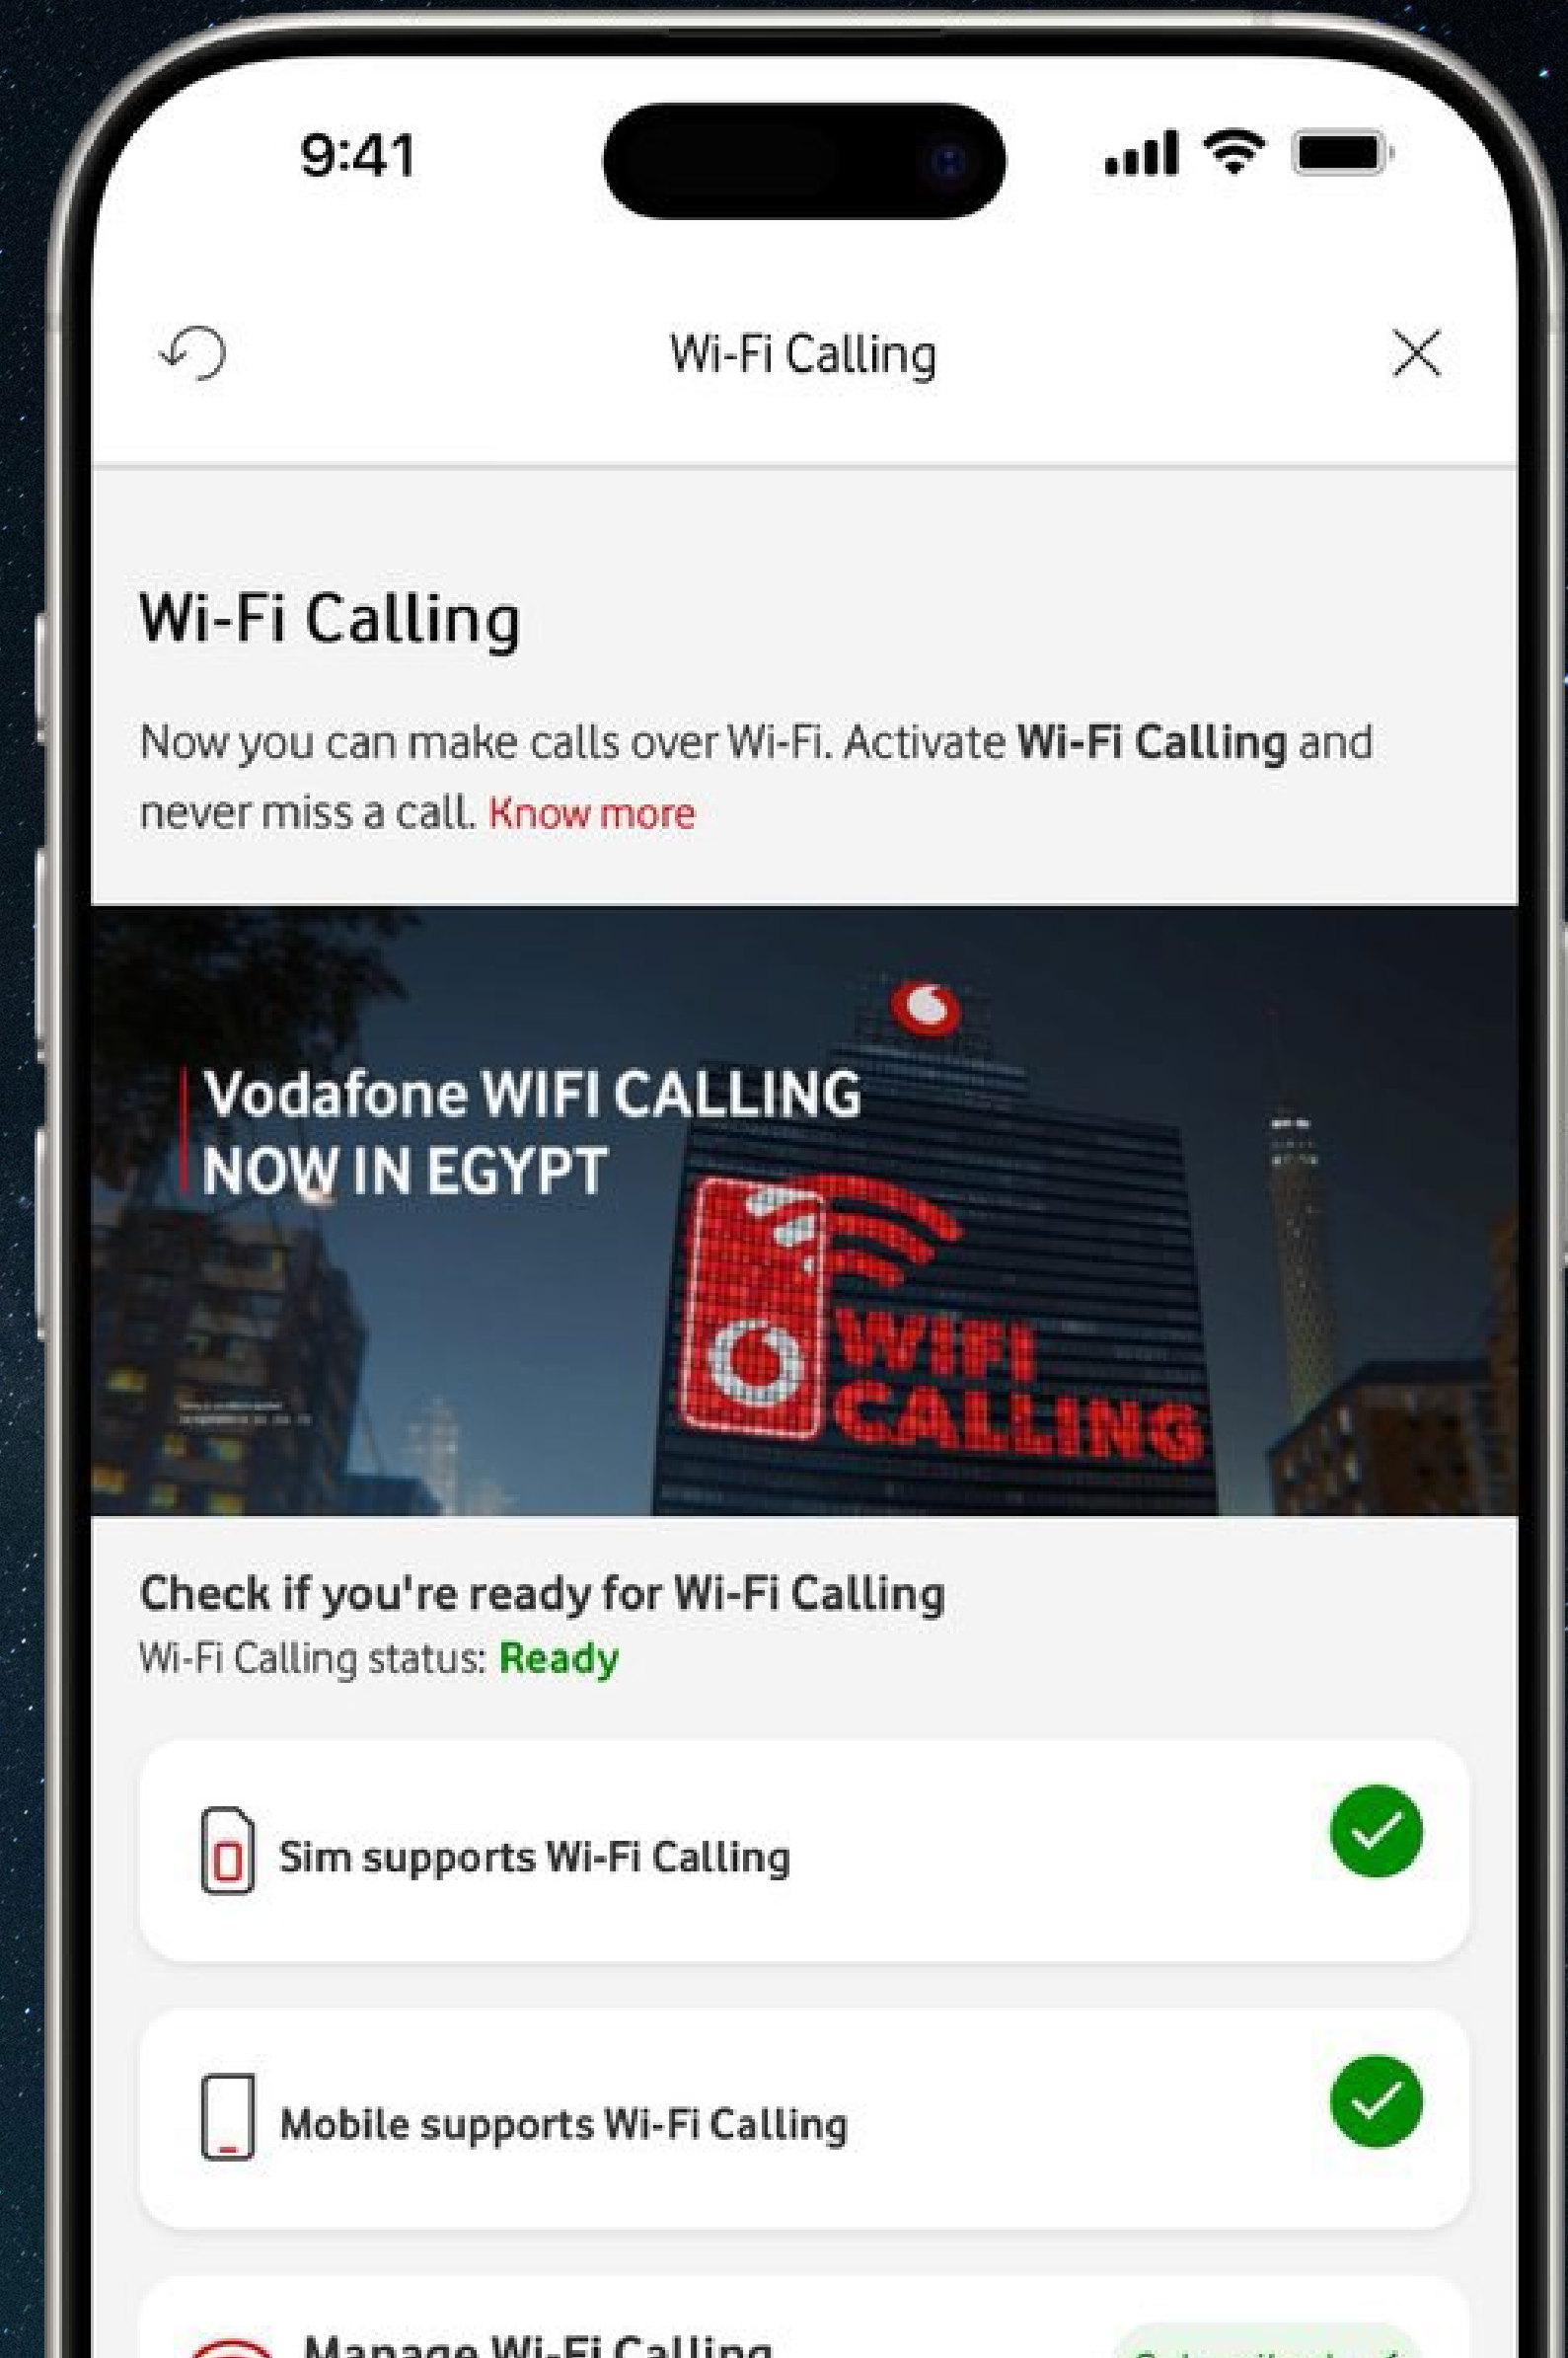 9:41
Wi-Fi Calling
Wi-Fi Calling
Now you can make calls over Wi-Fi. Activate Wi-Fi Calling and
never miss a call. Know more
Vodafone WIFI CALLING
NOW IN EGYPT
WIFI
CALLING
Check if you're ready for Wi-Fi Calling
Wi-Fi Calling status: Ready
Sim supports Wi-Fi Calling
Mobile supports Wi-Fi Calling
Manage Wi-Fi Calling